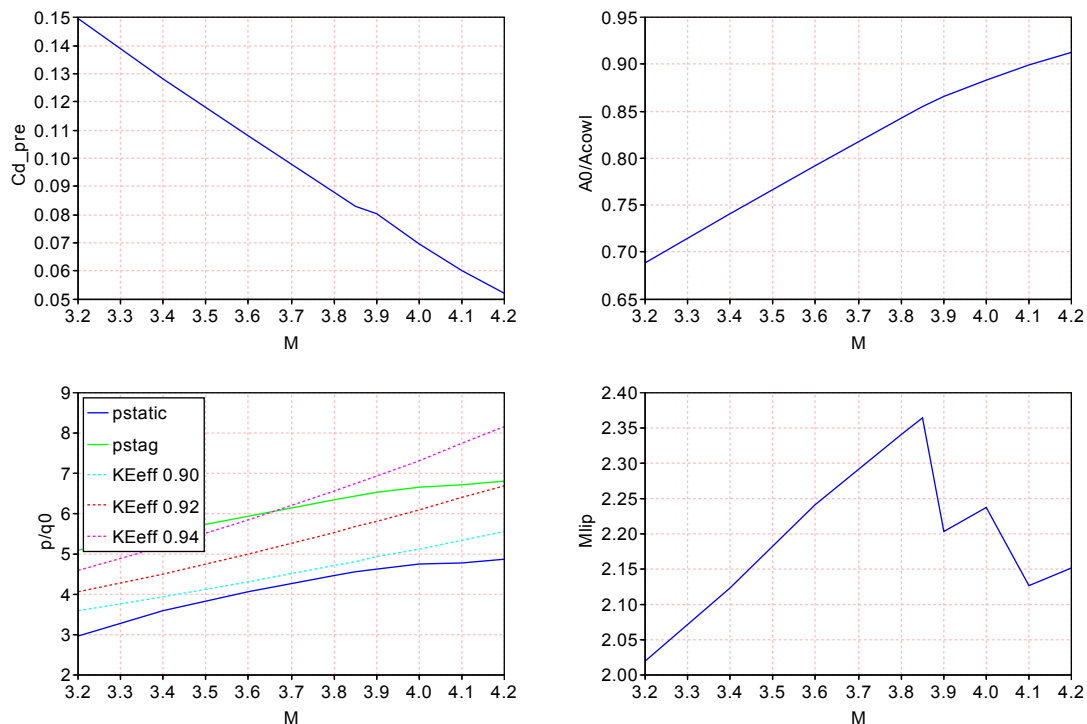 0.15
0.14
0.13
0.12
0.11
0.10
0.09
0.08
0.07
0.06
0.05
Cd_pre
3.2 3.3 3.4 3.5 3.6 3.7 3.8 3.9 4.0 4.1 4.2
M
0.95
0.90
0.85
0.80
0.75
0.70
0.65
A0/Acowl
3.2 3.3 3.4 3.5 3.6 3.7 3.8 3.9 4.0 4.1 4.2
M
9
8
7
6
5
4
3
2
p/q0
pstatic
pstag
KEeff 0.90
KEeff 0.92
KEeff 0.94
3.2 3.3 3.4 3.5 3.6 3.7 3.8 3.9 4.0 4.1 4.2
M
2.40
2.35
2.30
2.25
2.20
2.15
2.10
2.05
2.00
Mlip
3.2 3.3 3.4 3.5 3.6 3.7 3.8 3.9 4.0 4.1 4.2
M